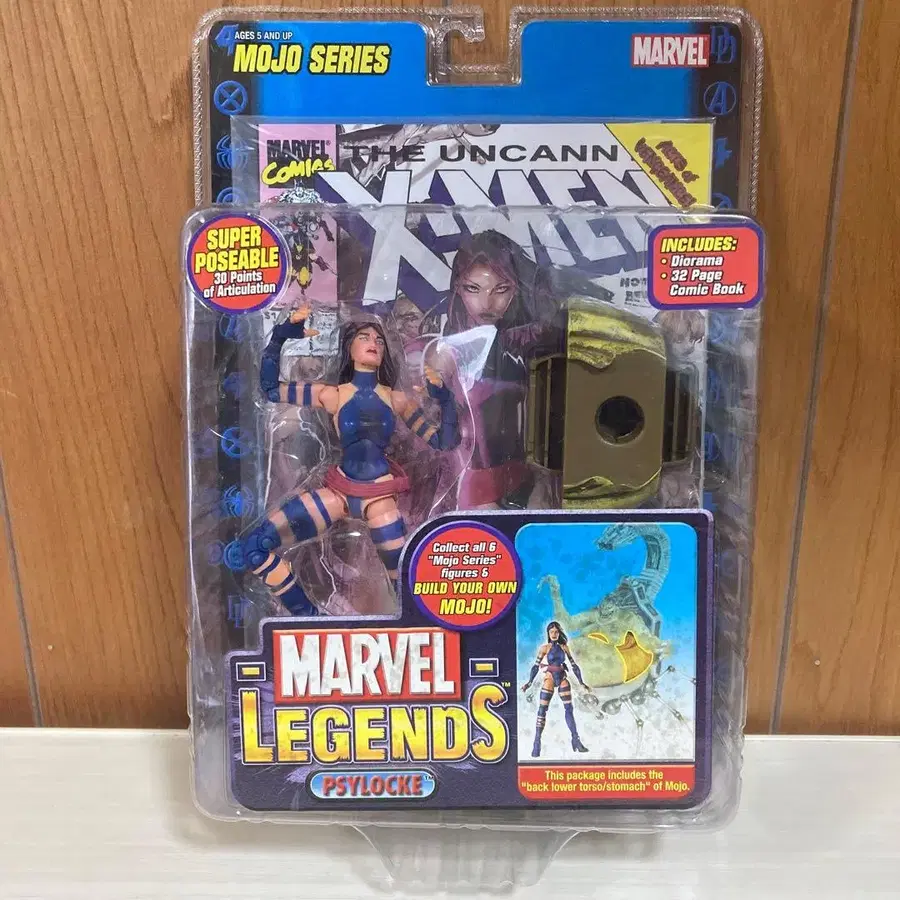 AGES 5 AND UP
MOJO SERIES
MARVEL
MARVEL
COMICS
THE UNCANN
X-MEN
SUPER
POSEABLE
30 Points
of Articulation
INCLUDES:
• Diorama
• 32 Page
Comic Book
Collect all 6
"Mojo Series"
figures &
BUILD YOUR OWN
MOJO!
MARVEL
LEGENDS™
PSYLOCKE™
This package includes the
"back lower torso/stomach" of Mojo.